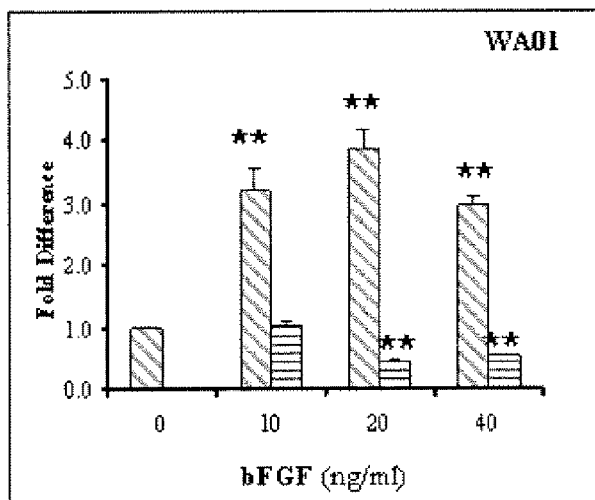 WA01
5.0
4.0
3.0
2.0
1.0
0.0
Fold Difference
★★
★★
★★
★★
★★
0 10 20 40
bFGF (ng/ml)